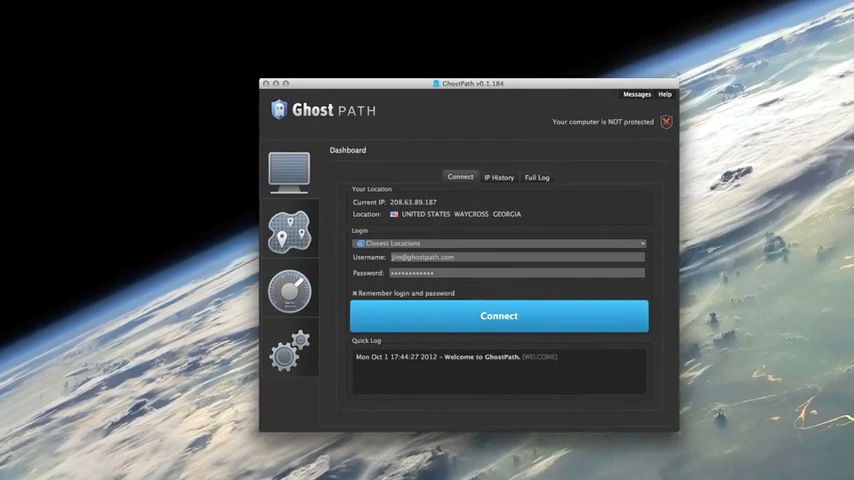 GhostPath v0.1.184
Messages Help
Ghost PATH
Your computer is NOT protected
Dashboard
Connect IP History Full Log
Your Location
Current IP: 208.63.89.187
Location: UNITED STATES WAYCROSS GEORGIA
Login
Closest Locations
Username: jim@ghostpath.com
Password: ••••••••••••
Remember login and password
Connect
Quick Log
Mon Oct 1 17:44:27 2012 – Welcome to GhostPath. [WELCOME]